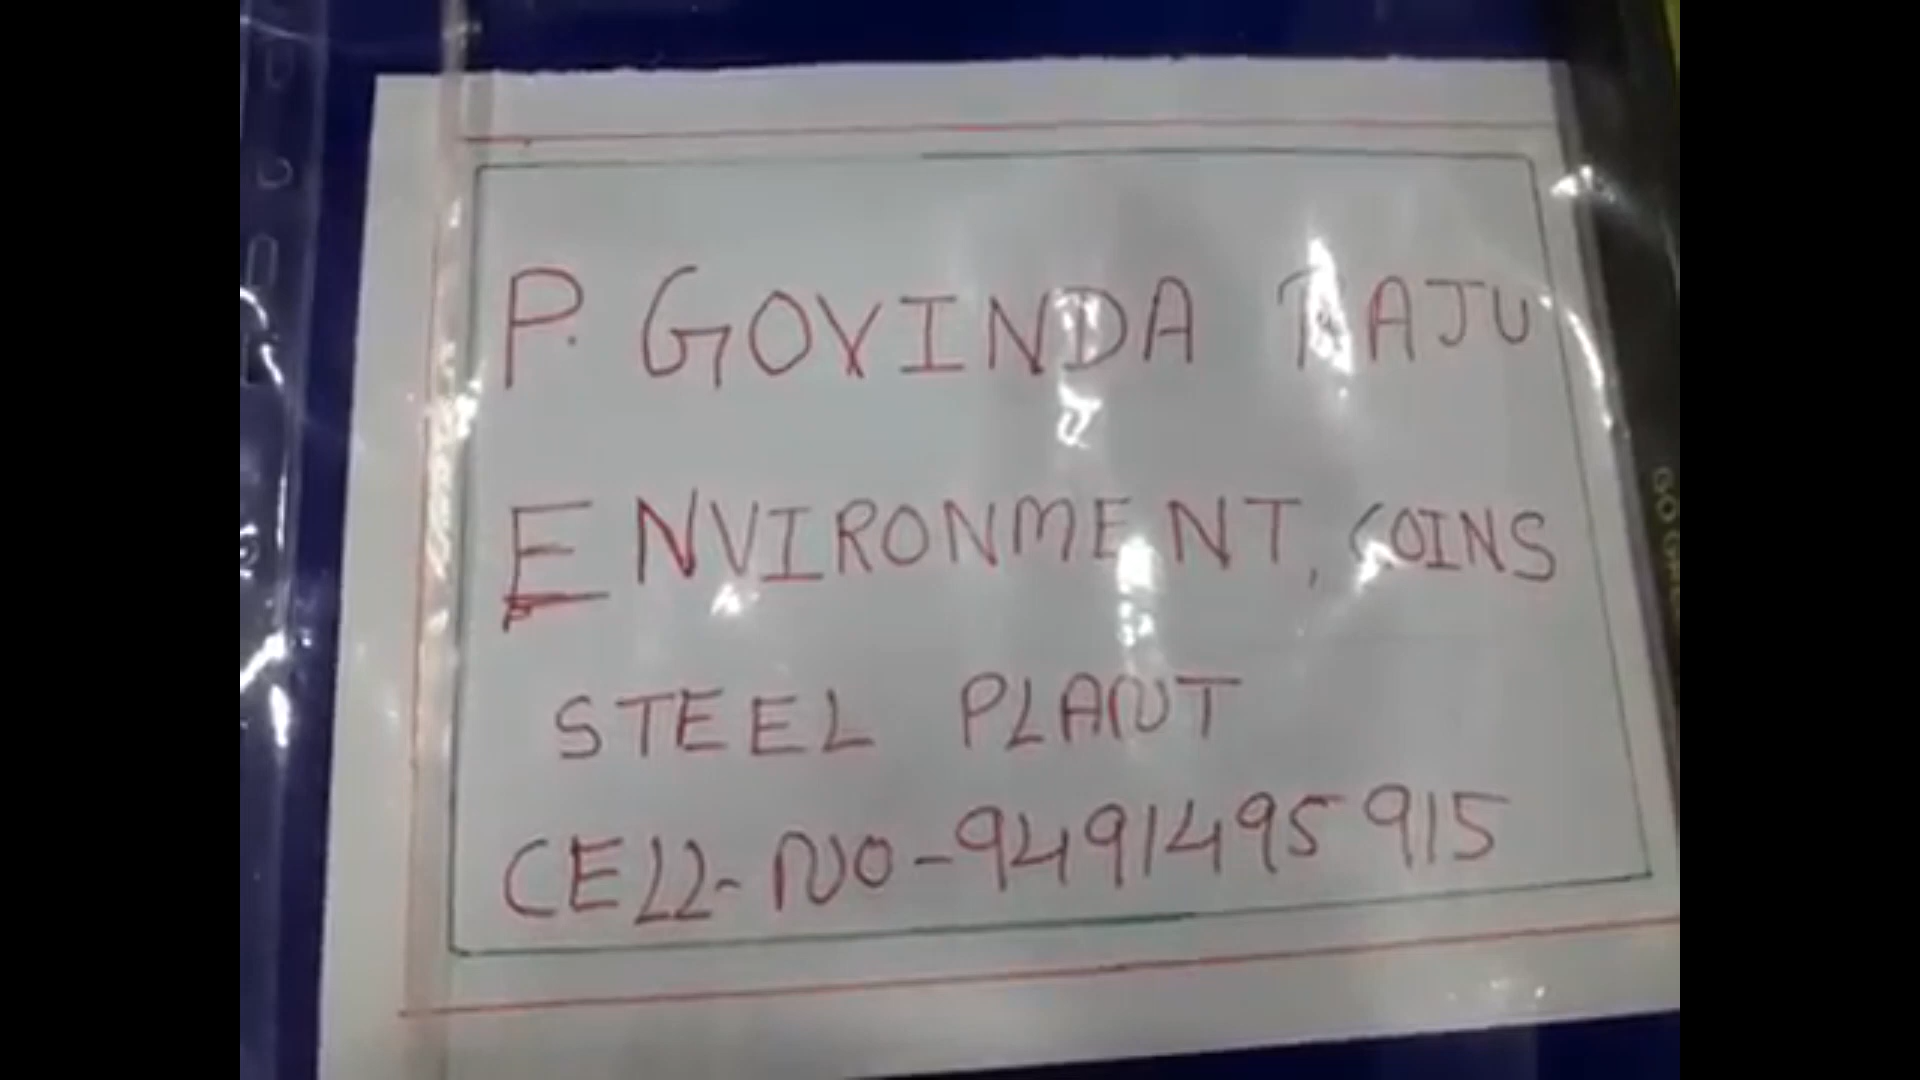 P. GOVINDA RAJU
ENVIRONMENT, COINS
STEEL PLANT
CELL-NO-9491495915